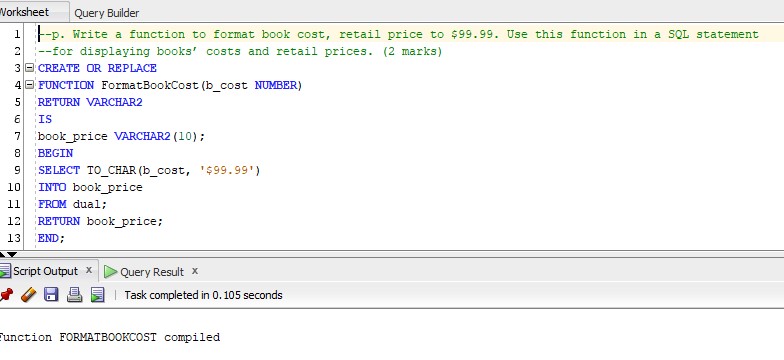 Worksheet Query Builder
1 --p. Write a function to format book cost, retail price to $99.99. Use this function in a SQL statement
2 --for displaying books’ costs and retail prices. (2 marks)
3 CREATE OR REPLACE
4 FUNCTION FormatBookCost(b_cost NUMBER)
5 RETURN VARCHAR2
6 IS
7 book_price VARCHAR2(10);
8 BEGIN
9 SELECT TO_CHAR(b_cost, '$99.99')
10 INTO book_price
11 FROM dual;
12 RETURN book_price;
13 END;
Script Output x Query Result x
Task completed in 0.105 seconds
Function FORMATBOOKCOST compiled